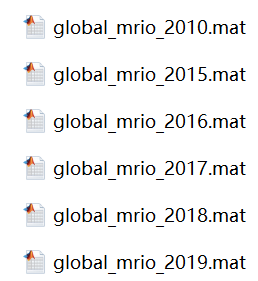 global_mrio_2010.mat
global_mrio_2015.mat
global_mrio_2016.mat
global_mrio_2017.mat
global_mrio_2018.mat
global_mrio_2019.mat